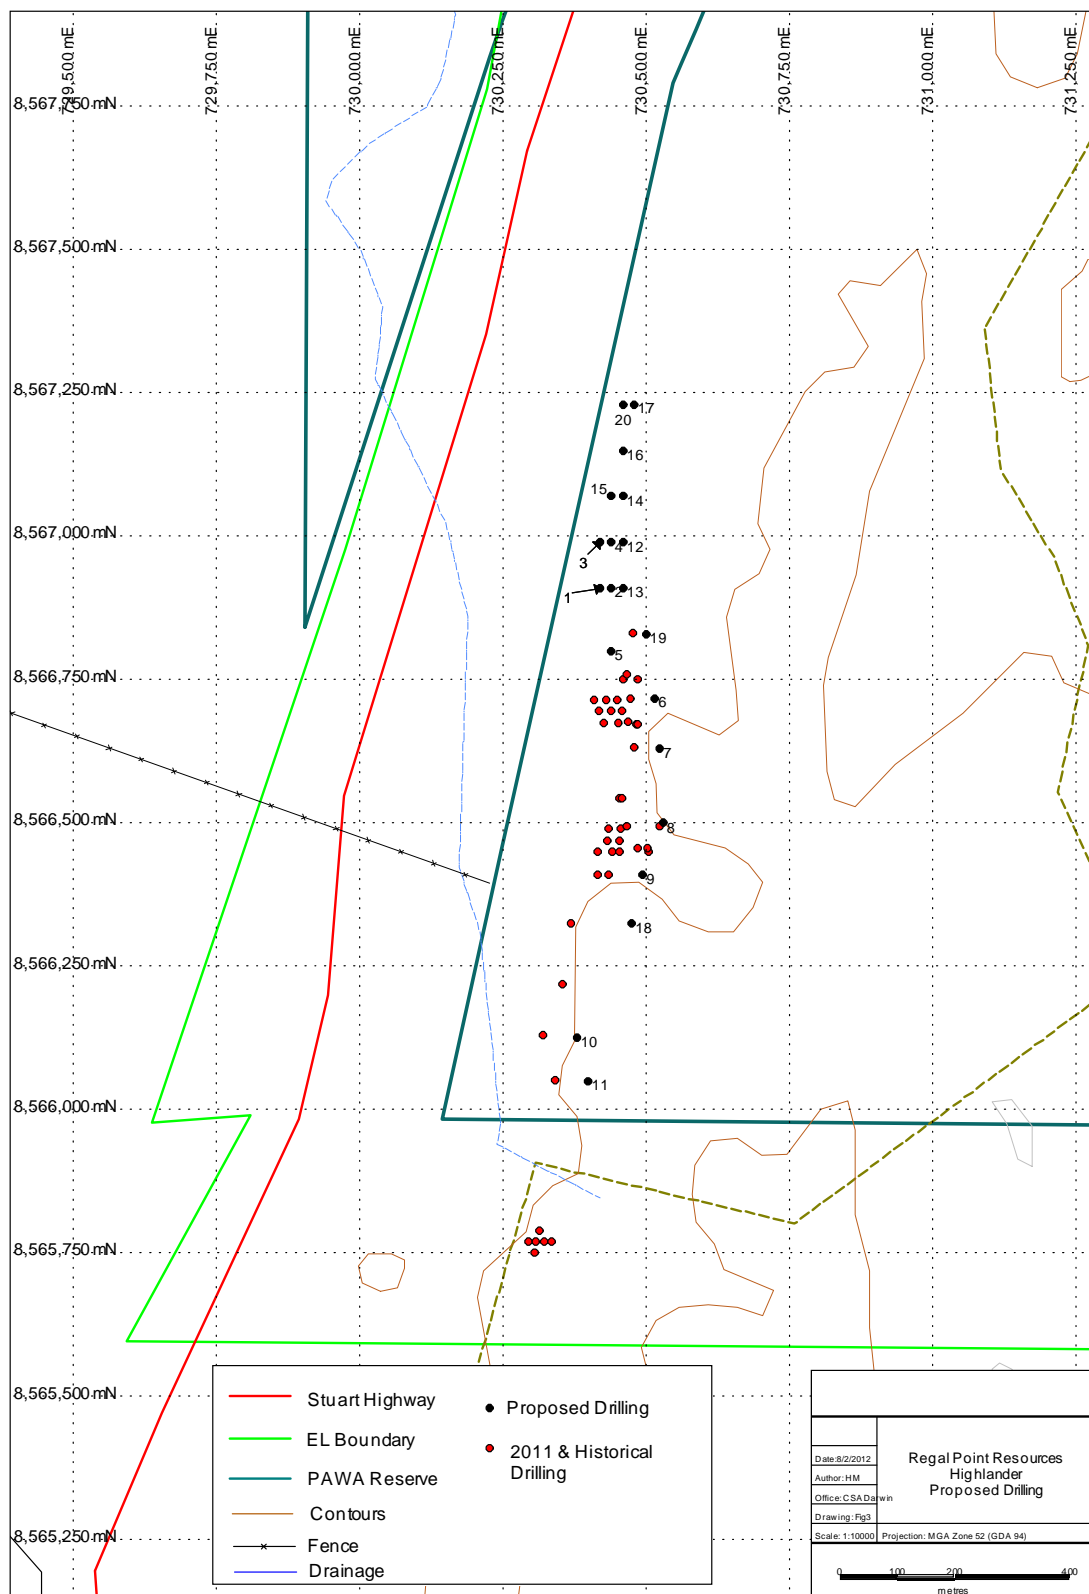 729,500 mE
729,750 mE
730,000 mE
730,250 mE
730,500 mE
730,750 mE
731,000 mE
731,250 mE
8,567,750 mN
8,567,500 mN
8,567,250 mN
17
20
16
15
14
8,567,000 mN
4
12
3
2
13
1
19
5
8,566,750 mN
6
7
8,566,500 mN
8
9
18
8,566,250 mN
10
11
8,566,000 mN
8,565,750 mN
8,565,500 mN
8,565,250 mN
Stuart Highway
EL Boundary
PAWA Reserve
Contours
Fence
Drainage
Proposed Drilling
2011 & Historical
Drilling
Date:8/2/2012
Author: HM
Office: CSA Darwin
Drawing: Fig3
Scale: 1:10000
Regal Point Resources
Highlander
Proposed Drilling
Projection: MGA Zone 52 (GDA 94)
0 100 200 400
metres